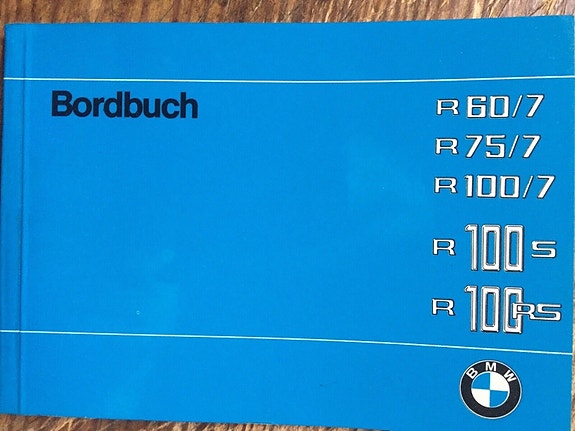 Bordbuch
R 60/7
R 75/7
R 100/7
R 100 S
R 100 RS
BMW